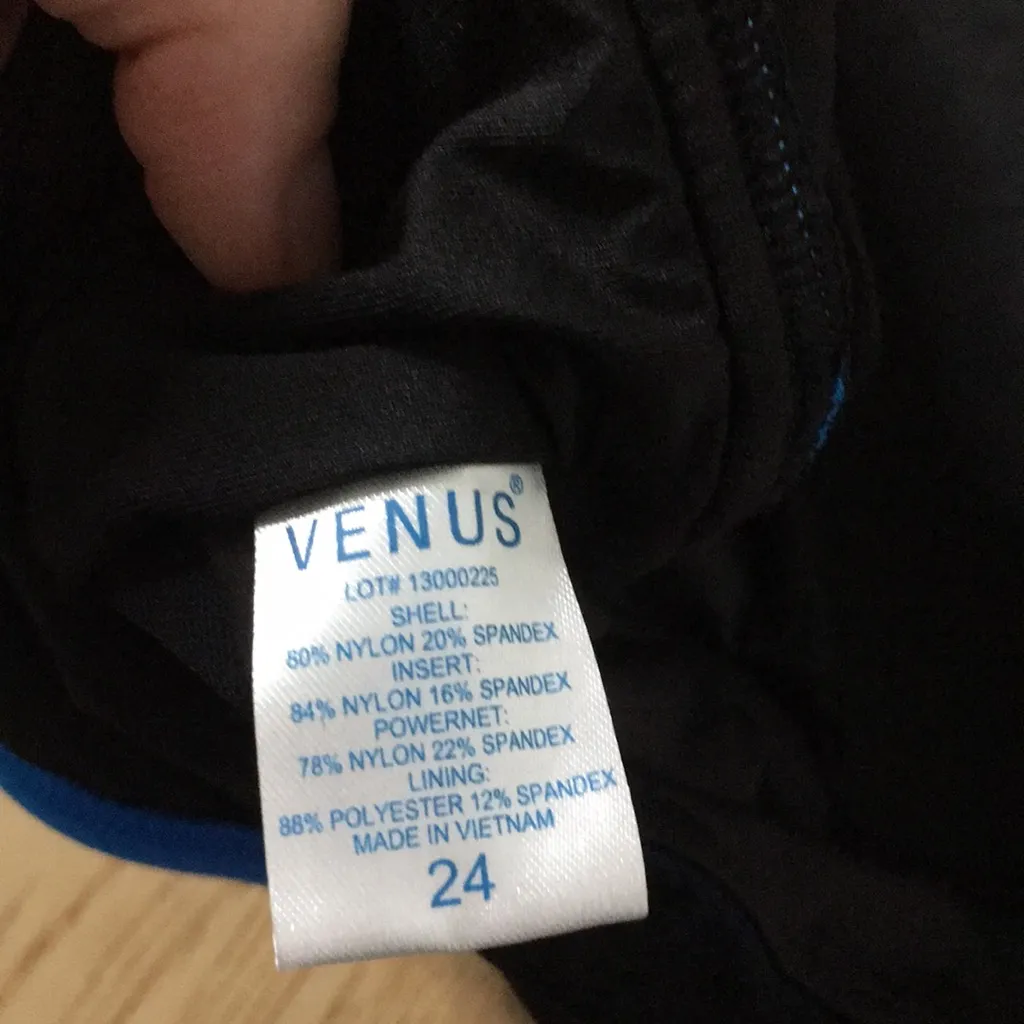 VENUS®
LOT# 13000225
SHELL:
80% NYLON 20% SPANDEX
INSERT:
84% NYLON 16% SPANDEX
POWERNET:
78% NYLON 22% SPANDEX
LINING:
88% POLYESTER 12% SPANDEX
MADE IN VIETNAM
24